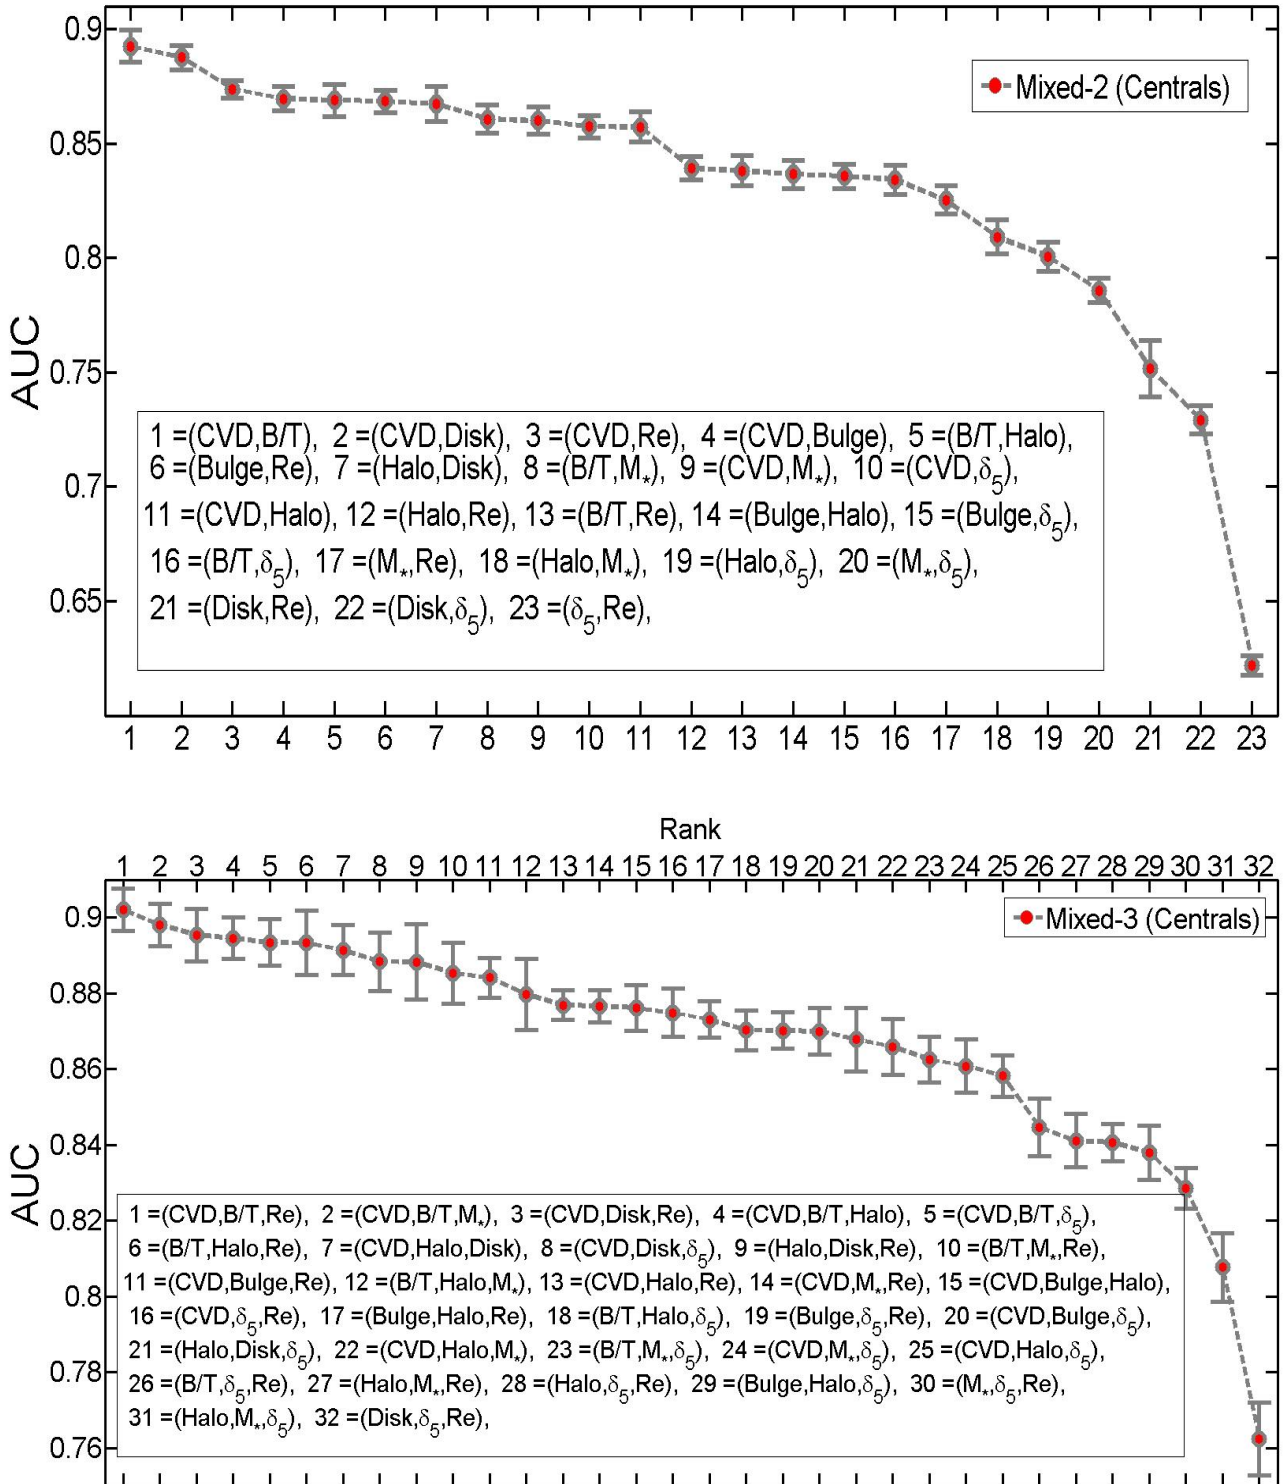 0.9
Mixed-2 (Centrals)
0.85
0.8
AUC
0.75
0.7
0.65
1 =(CVD,B/T), 2 =(CVD,Disk), 3 =(CVD,Re), 4 =(CVD,Bulge), 5 =(B/T,Halo),
6 =(Bulge,Re), 7 =(Halo,Disk), 8 =(B/T,M*), 9 =(CVD,M*), 10 =(CVD,δ5),
11 =(CVD,Halo), 12 =(Halo,Re), 13 =(B/T,Re), 14 =(Bulge,Halo), 15 =(Bulge,δ5),
16 =(B/T,δ5), 17 =(M*,Re), 18 =(Halo,M*), 19 =(Halo,δ5), 20 =(M*,δ5),
21 =(Disk,Re), 22 =(Disk,δ5), 23 =(δ5,Re),
1 2 3 4 5 6 7 8 9 10 11 12 13 14 15 16 17 18 19 20 21 22 23
Rank
1 2 3 4 5 6 7 8 9 10 11 12 13 14 15 16 17 18 19 20 21 22 23 24 25 26 27 28 29 30 31 32
0.9
Mixed-3 (Centrals)
0.88
0.86
0.84
AUC
0.82
0.8
0.78
0.76
1 =(CVD,B/T,Re), 2 =(CVD,B/T,M*), 3 =(CVD,Disk,Re), 4 =(CVD,B/T,Halo), 5 =(CVD,B/T,δ5),
6 =(B/T,Halo,Re), 7 =(CVD,Halo,Disk), 8 =(CVD,Disk,δ5), 9 =(Halo,Disk,Re), 10 =(B/T,M*,Re),
11 =(CVD,Bulge,Re), 12 =(B/T,Halo,M*), 13 =(CVD,Halo,Re), 14 =(CVD,M*,Re), 15 =(CVD,Bulge,Halo),
16 =(CVD,δ5,Re), 17 =(Bulge,Halo,Re), 18 =(B/T,Halo,δ5), 19 =(Bulge,δ5,Re), 20 =(CVD,Bulge,δ5),
21 =(Halo,Disk,δ5), 22 =(CVD,Halo,M*), 23 =(B/T,M*,δ5), 24 =(CVD,M*,δ5), 25 =(CVD,Halo,δ5),
26 =(B/T,δ5,Re), 27 =(Halo,M*,Re), 28 =(Halo,δ5,Re), 29 =(Bulge,Halo,δ5), 30 =(M*,δ5,Re),
31 =(Halo,M*,δ5), 32 =(Disk,δ5,Re),